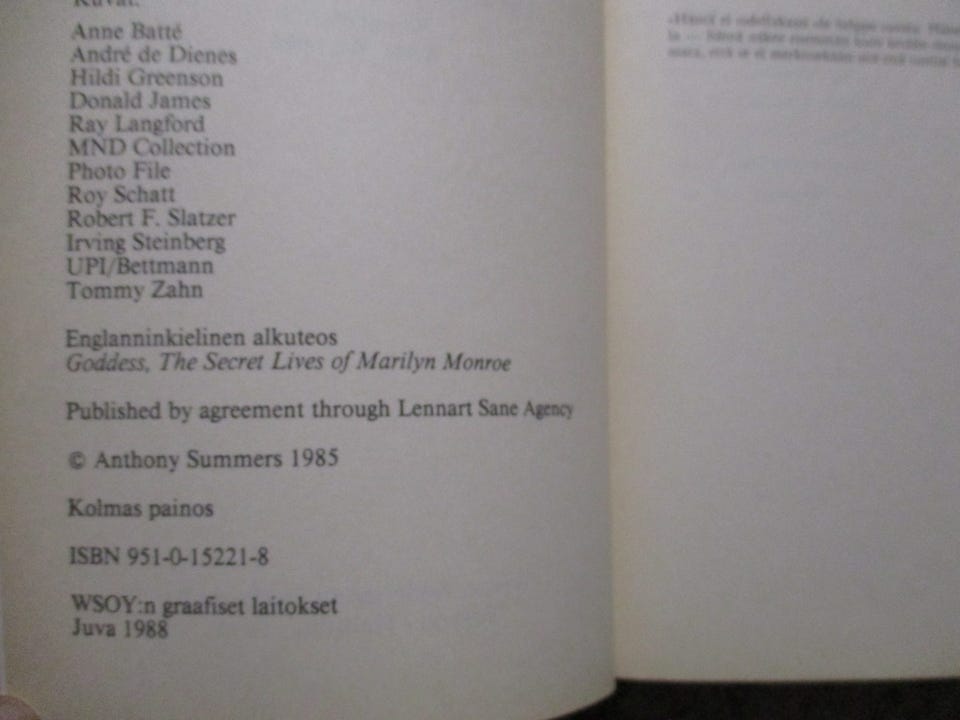 Kuvat:
Anne Batté
André de Dienes
Hildi Greenson
Donald James
Ray Langford
MND Collection
Photo File
Roy Schatt
Robert F. Slatzer
Irving Steinberg
UPI/Bettmann
Tommy Zahn
Englanninkielinen alkuteos
Goddess, The Secret Lives of Marilyn Monroe
Published by agreement through Lennart Sane Agency
© Anthony Summers 1985
Kolmas painos
ISBN 951-0-15221-8
WSOY:n graafiset laitokset
Juva 1988